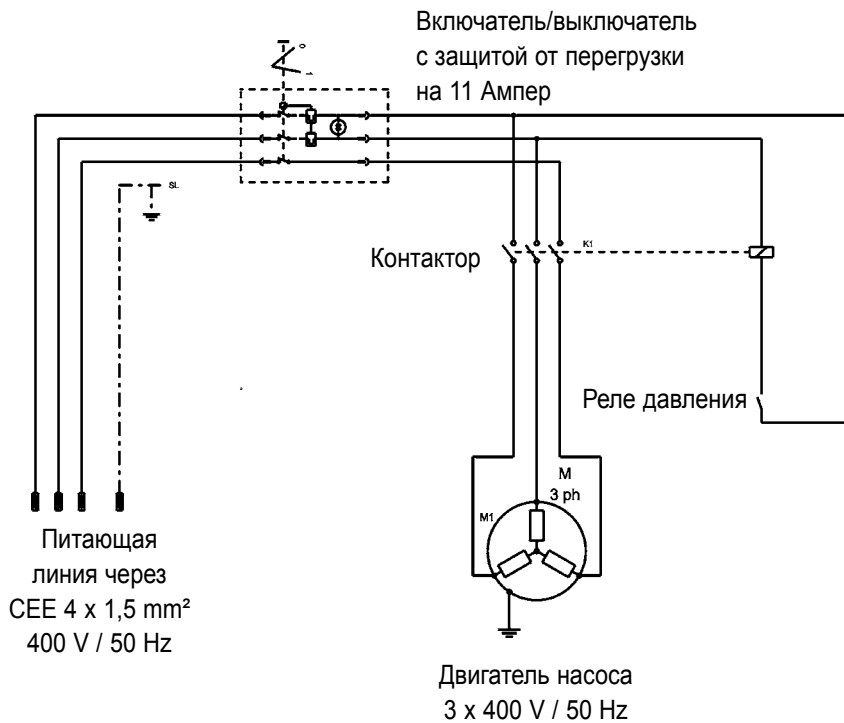 Включатель/выключатель
с защитой от перегрузки
на 11 Ампер
SL
Контактор
K1
Реле давления
M
3 ph
M1
Питающая
линия через
CEE 4 x 1,5 mm²
400 V / 50 Hz
Двигатель насоса
3 x 400 V / 50 Hz